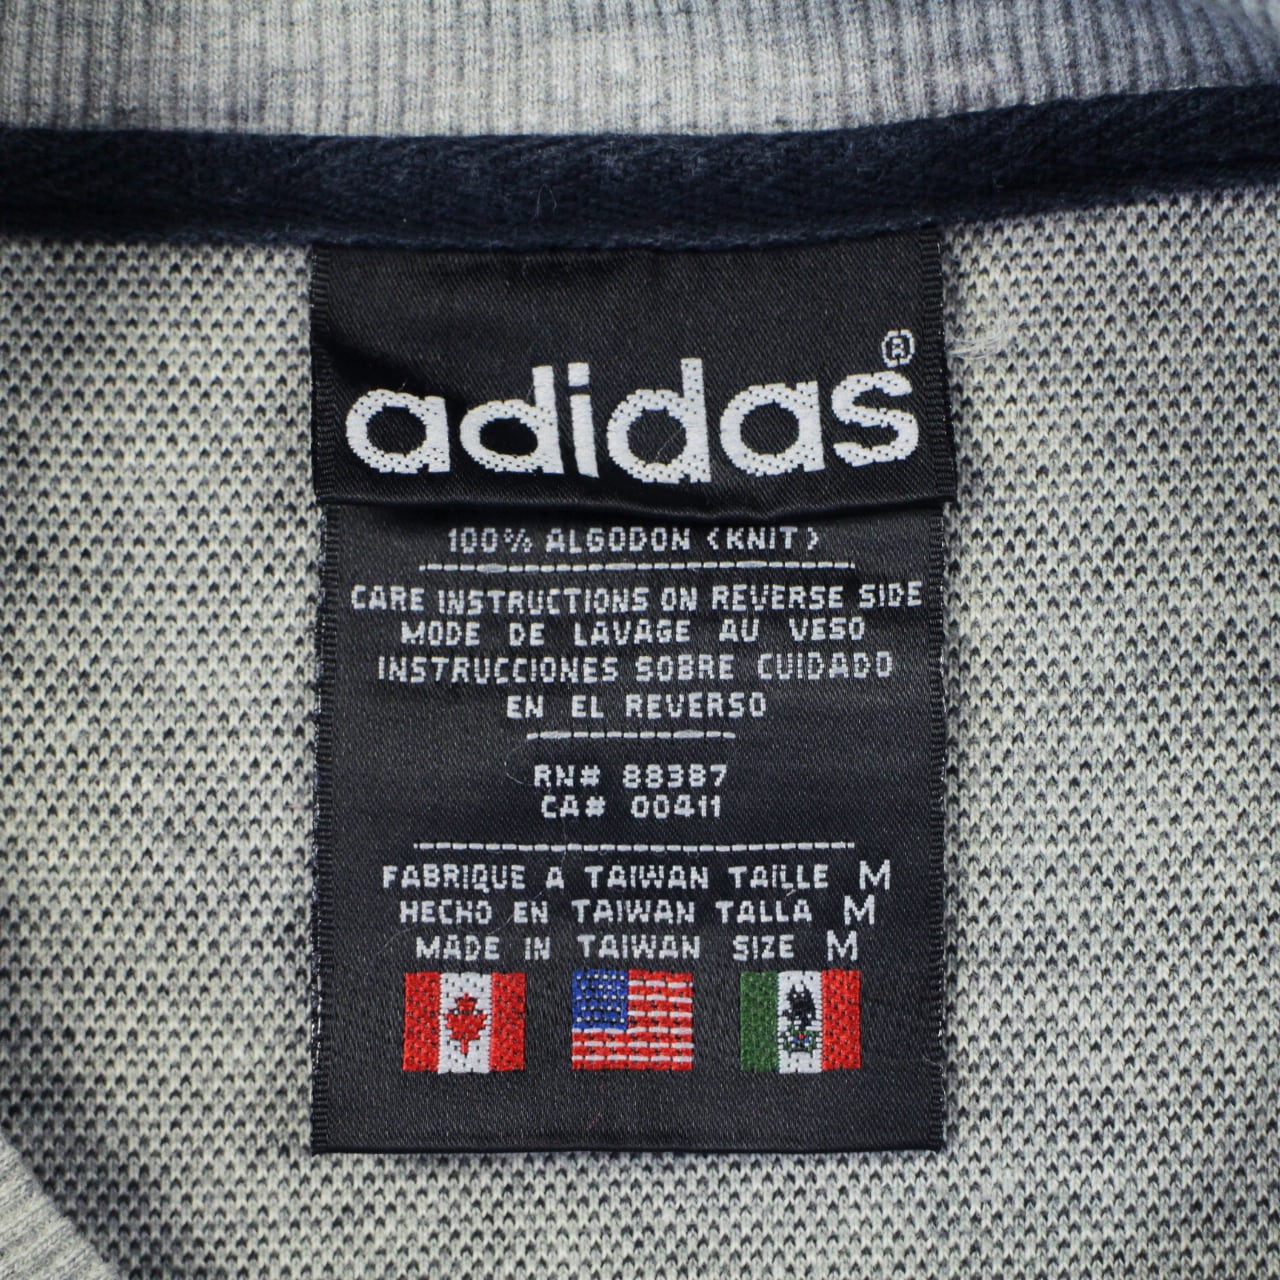 adidas®
100% ALGODON (KNIT)
CARE INSTRUCTIONS ON REVERSE SIDE
MODE DE LAVAGE AU VESO
INSTRUCCIONES SOBRE CUIDADO
EN EL REVERSO
RN# 88387
CA# 00411
FABRIQUE A TAIWAN TAILLE M
HECHO EN TAIWAN TALLA M
MADE IN TAIWAN SIZE M